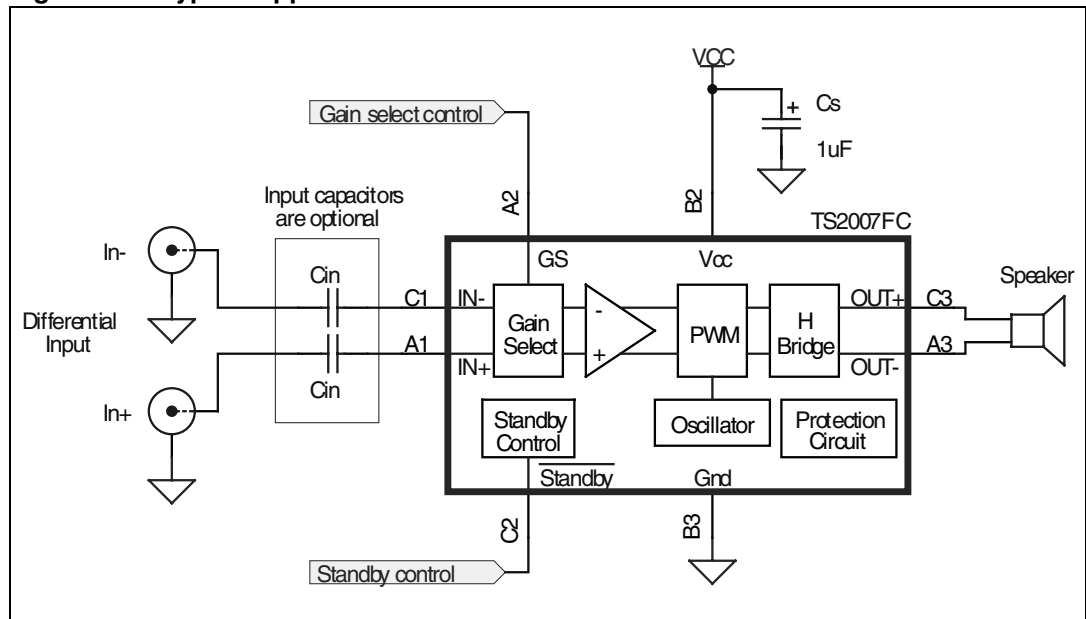 VCC
+ Cs
1uF
Gain select control
Input capacitors
are optional
A2
B2
TS2007FC
In-
Cin
C1
IN-
GS
Vcc
OUT+
C3
Speaker
Differential
Input
Gain
Select
-
+
PWM
H
Bridge
A1
IN+
OUT-
A3
In+
Cin
Standby
Control
Oscillator
Protection
Circuit
Standby
Gnd
C2
B3
Standby control